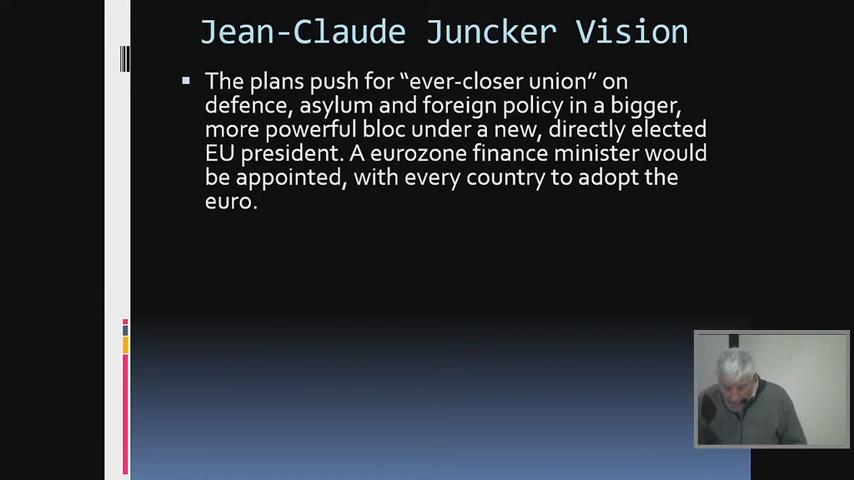 Jean-Claude Juncker Vision
The plans push for “ever-closer union” on
defence, asylum and foreign policy in a bigger,
more powerful bloc under a new, directly elected
EU president. A eurozone finance minister would
be appointed, with every country to adopt the
euro.